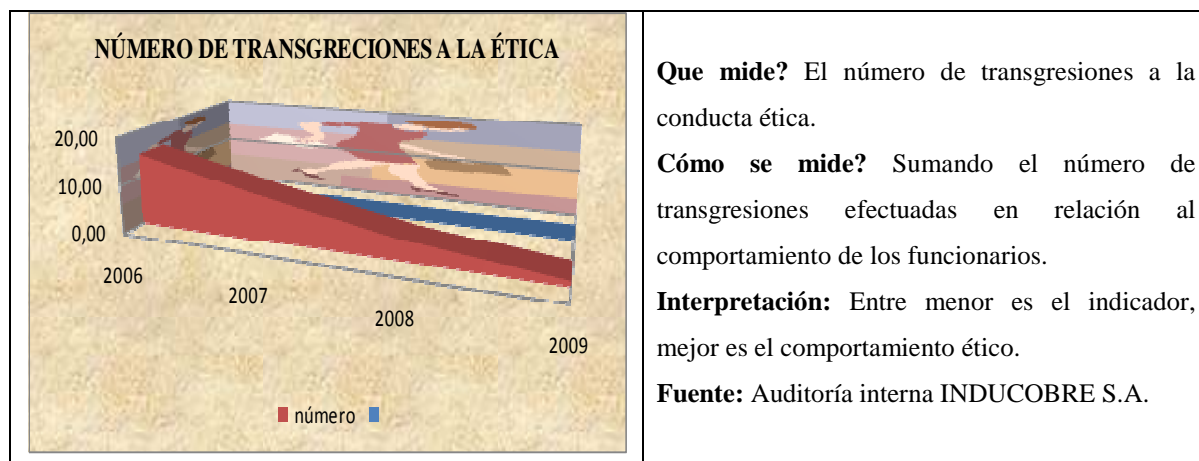 NÚMERO DE TRANSGRECIONES A LA ÉTICA
20,00
10,00
0,00
2006
2007
2008
2009
número
Que mide? El número de transgresiones a la
conducta ética.
Cómo se mide? Sumando el número de
transgresiones efectuadas en relación al
comportamiento de los funcionarios.
Interpretación: Entre menor es el indicador,
mejor es el comportamiento ético.
Fuente: Auditoría interna INDUCOBRE S.A.